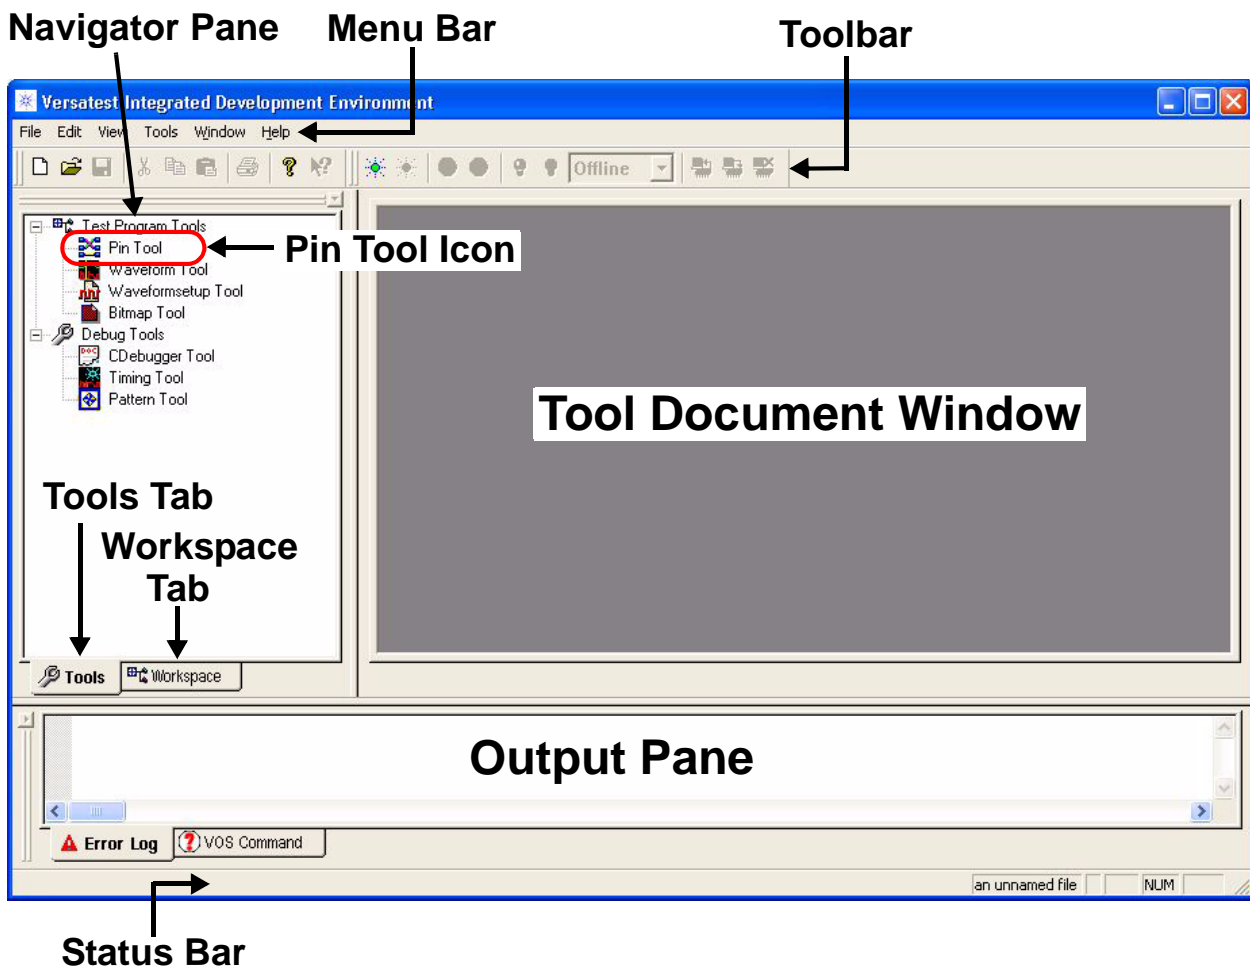 Navigator Pane
Menu Bar
Toolbar
Versatest Integrated Development Environment
File Edit View Tools Window Help
Offline
Test Program Tools
Pin Tool
Pin Tool Icon
Waveform Tool
Waveformsetup Tool
Bitmap Tool
Debug Tools
CDebugger Tool
Timing Tool
Pattern Tool
Tool Document Window
Tools Tab
Workspace
Tab
Tools
Workspace
Output Pane
Error Log
VOS Command
an unnamed file
NUM
Status Bar